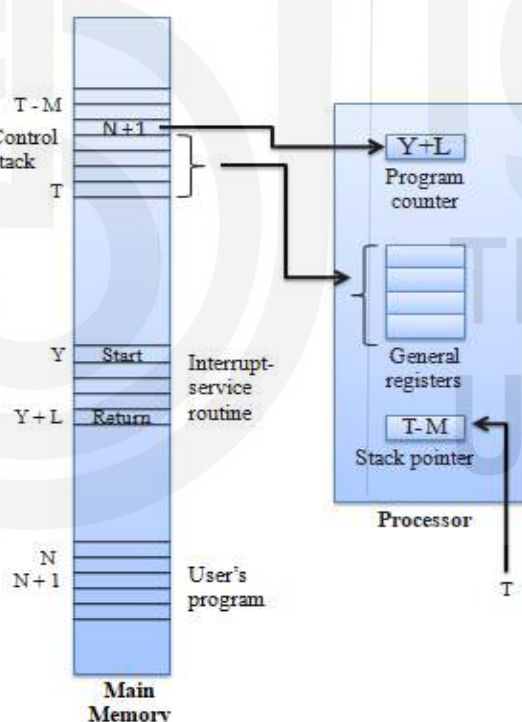 T - M
Control
Stack
T
N + 1
Y
Start
Interrupt-
service
routine
Y + L
Return
N
N + 1
User's
program
Main
Memory
Y+L
Program
counter
General
registers
T- M
Stack pointer
Processor
T